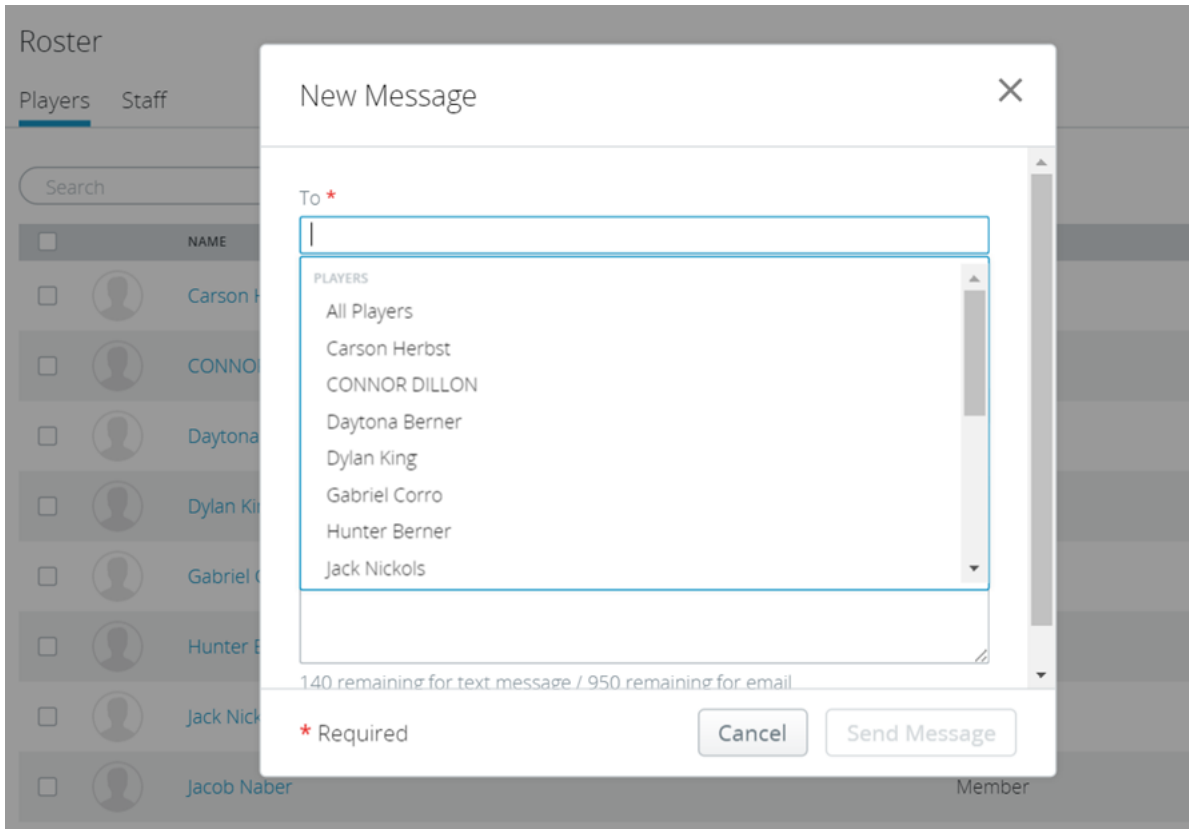 Roster
Players Staff
Search
NAME
Carson H
CONNO
Daytona
Dylan Ki
Gabriel
Hunter
Jack Nick
Jacob Naber
Member
New Message
To *
PLAYERS
All Players
Carson Herbst
CONNOR DILLON
Daytona Berner
Dylan King
Gabriel Corro
Hunter Berner
Jack Nickols
140 remaining for text message / 950 remaining for email
* Required
Cancel
Send Message